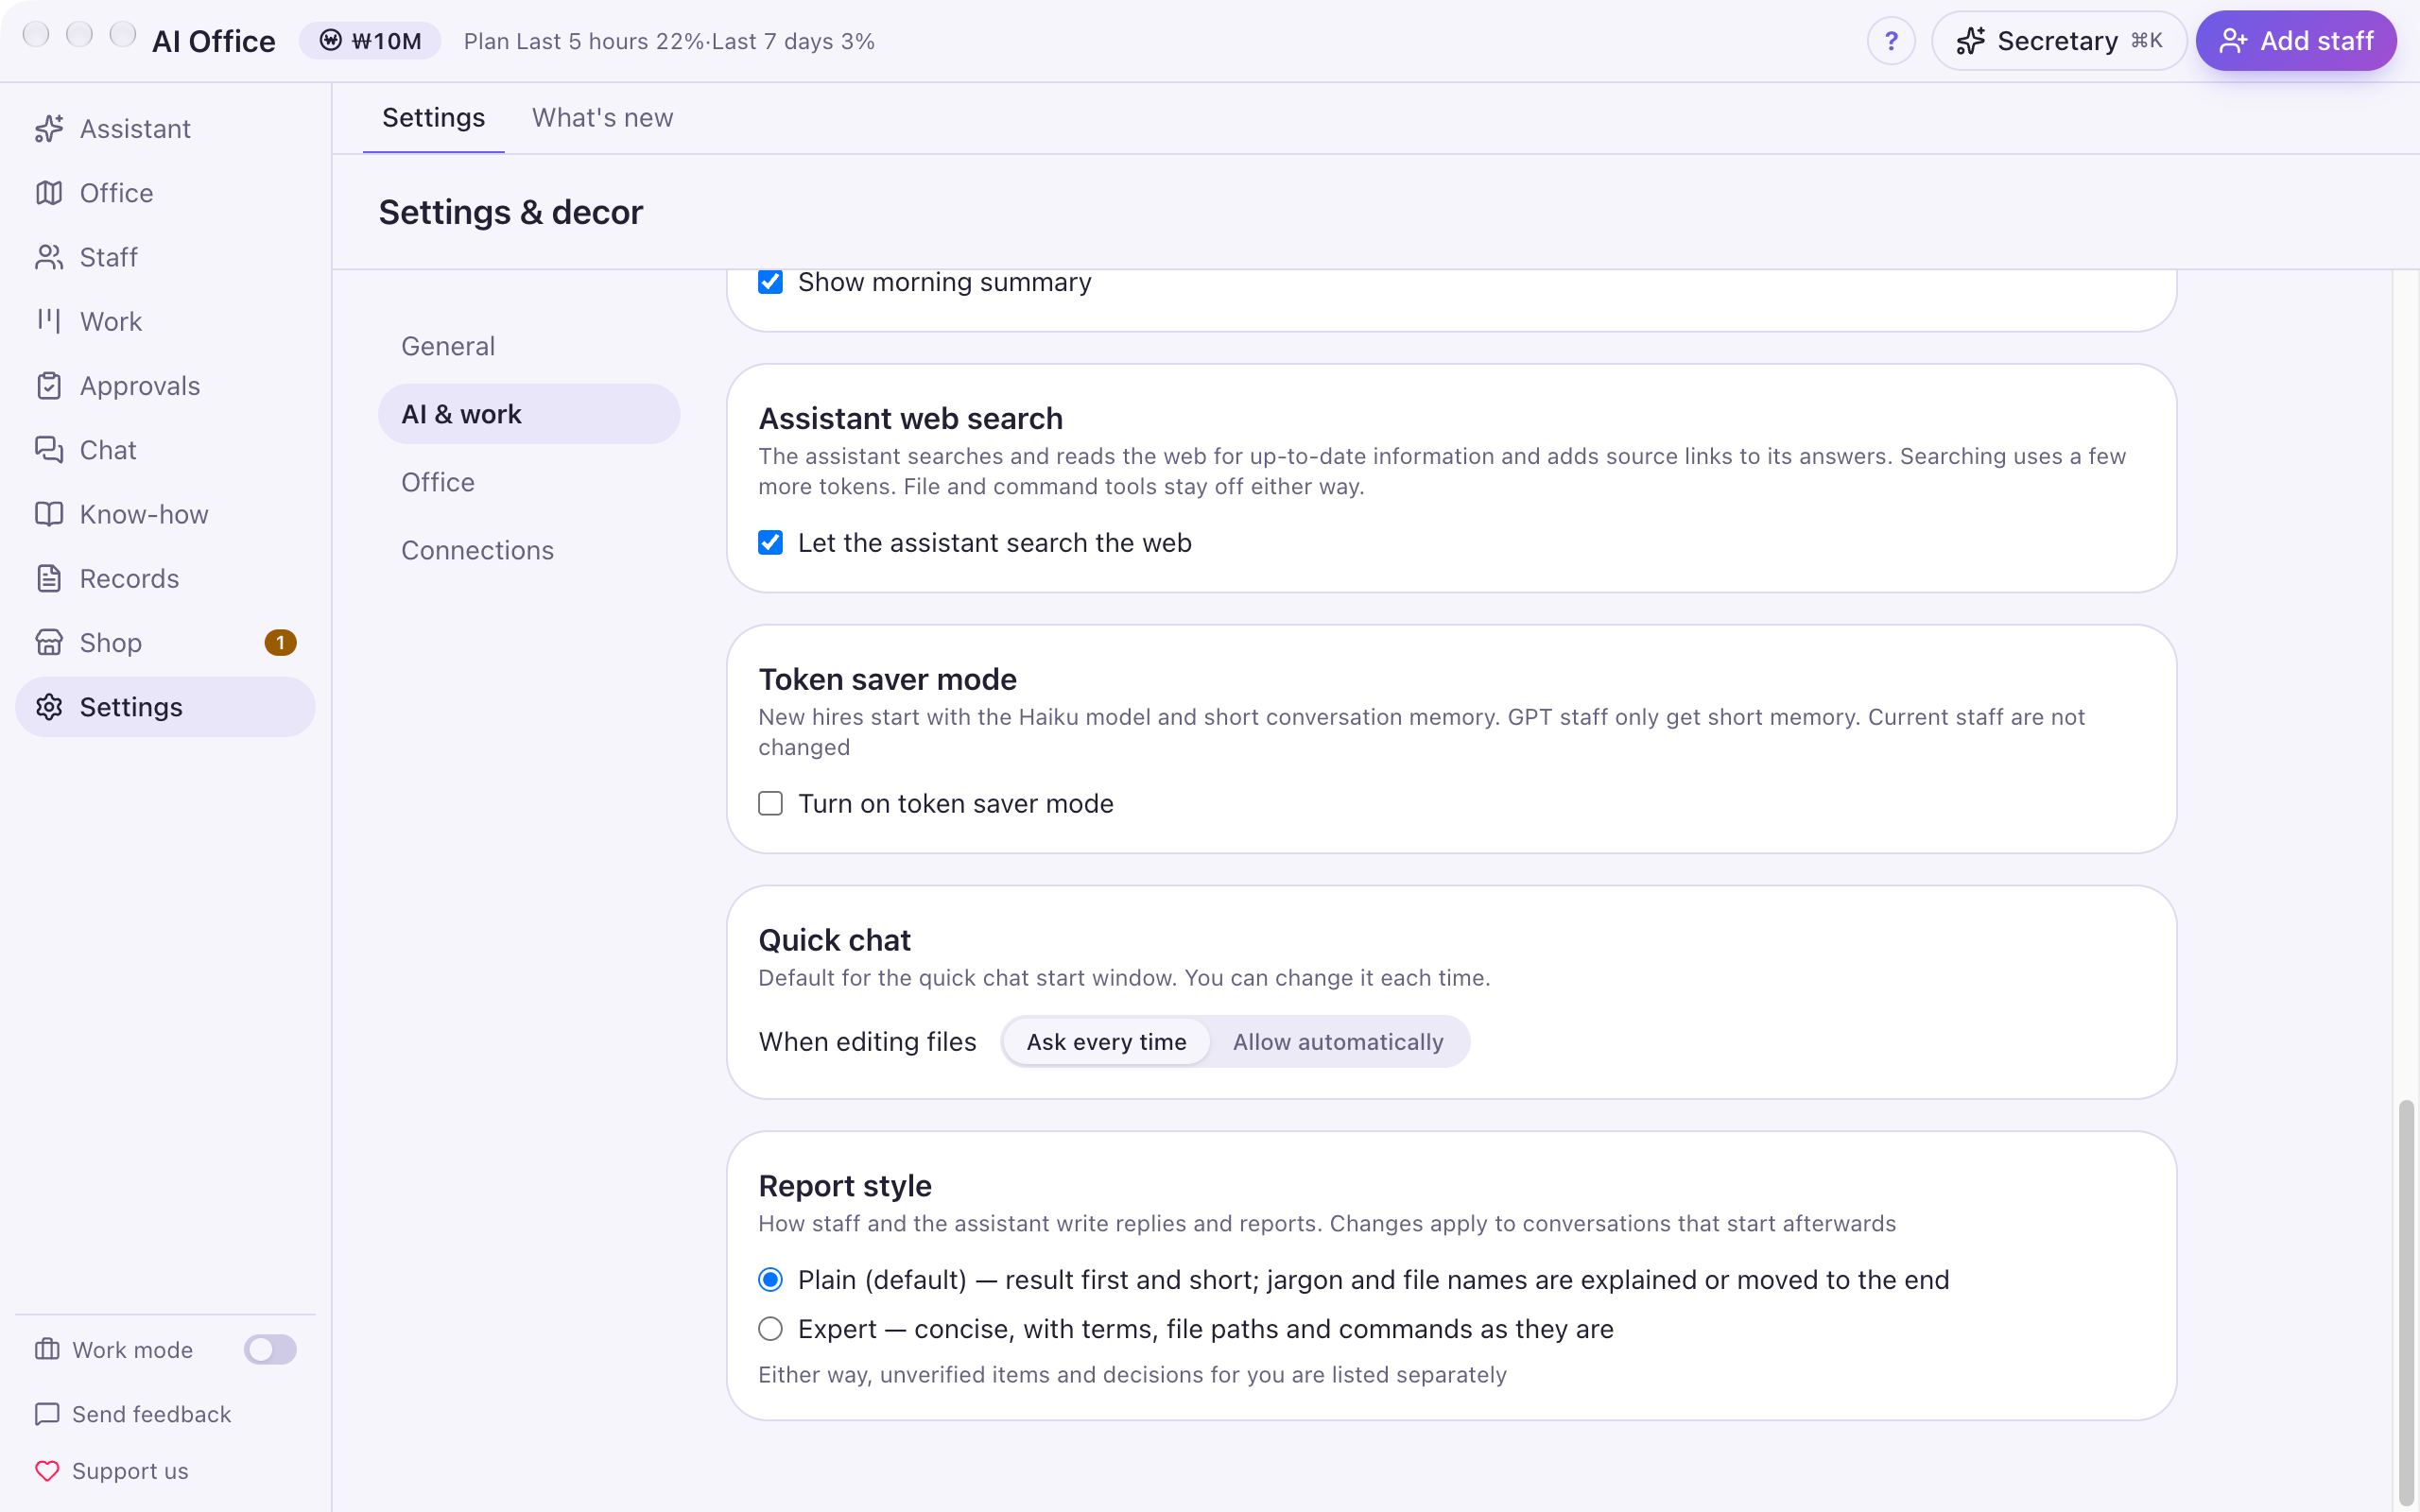 AI Office
₩10M
Plan Last 5 hours 22%·Last 7 days 3%
?
Secretary ⌘K
Add staff
Assistant
Office
Staff
Work
Approvals
Chat
Know-how
Records
Shop 1
Settings
Work mode
Send feedback
Support us
Settings
What's new
Settings & decor
General
AI & work
Office
Connections
Show morning summary
Assistant web search
The assistant searches and reads the web for up-to-date information and adds source links to its answers. Searching uses a few
more tokens. File and command tools stay off either way.
Let the assistant search the web
Token saver mode
New hires start with the Haiku model and short conversation memory. GPT staff only get short memory. Current staff are not
changed
Turn on token saver mode
Quick chat
Default for the quick chat start window. You can change it each time.
When editing files Ask every time Allow automatically
Report style
How staff and the assistant write replies and reports. Changes apply to conversations that start afterwards
Plain (default) — result first and short; jargon and file names are explained or moved to the end
Expert — concise, with terms, file paths and commands as they are
Either way, unverified items and decisions for you are listed separately